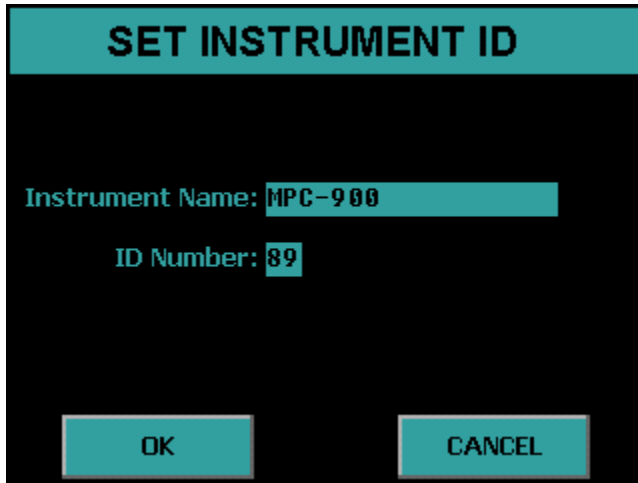 SET INSTRUMENT ID
Instrument Name: MPC-900
ID Number: 89
OK CANCEL